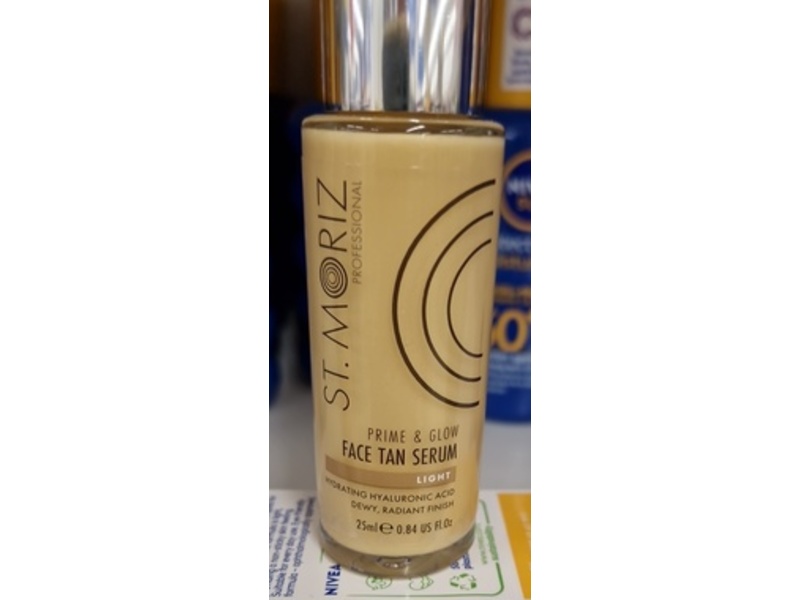 ST. MORIZ
PROFESSIONAL
PRIME & GLOW
FACE TAN SERUM
LIGHT
HYDRATING HYALURONIC ACID
DEWY, RADIANT FINISH
25ml e 0.84 US Fl.Oz
NIVEA